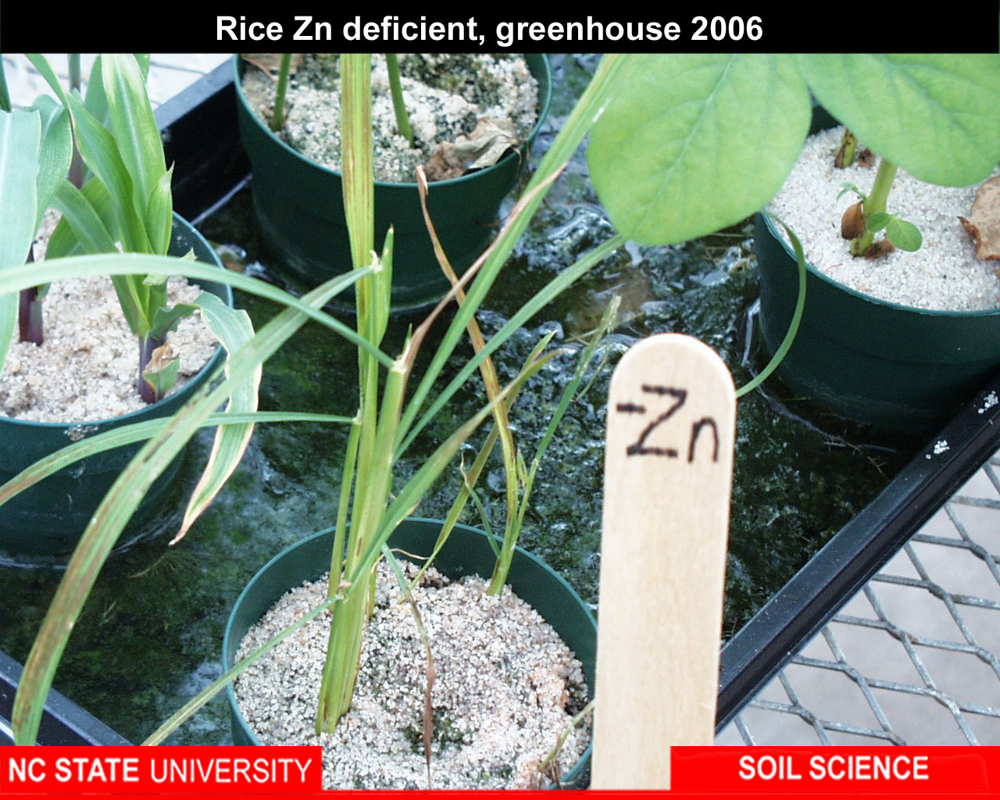 Rice Zn deficient, greenhouse 2006
-Zn
NC STATE UNIVERSITY
SOIL SCIENCE